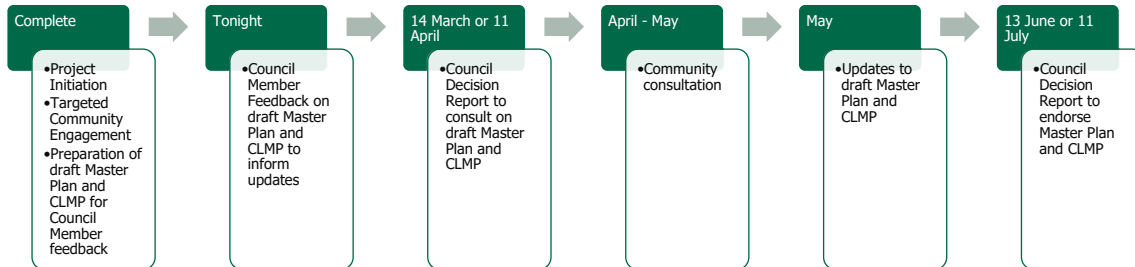 Complete
•Project
Initiation
•Targeted
Community
Engagement
•Preparation of
draft Master
Plan and
CLMP for
Council
Member
feedback
Tonight
•Council
Member
Feedback on
draft Master
Plan and
CLMP to
inform
updates
14 March or 11
April
•Council
Decision
Report to
consult on
draft Master
Plan and
CLMP
April - May
•Community
consultation
May
•Updates to
draft Master
Plan and
CLMP
13 June or 11
July
•Council
Decision
Report to
endorse
Master Plan
and CLMP